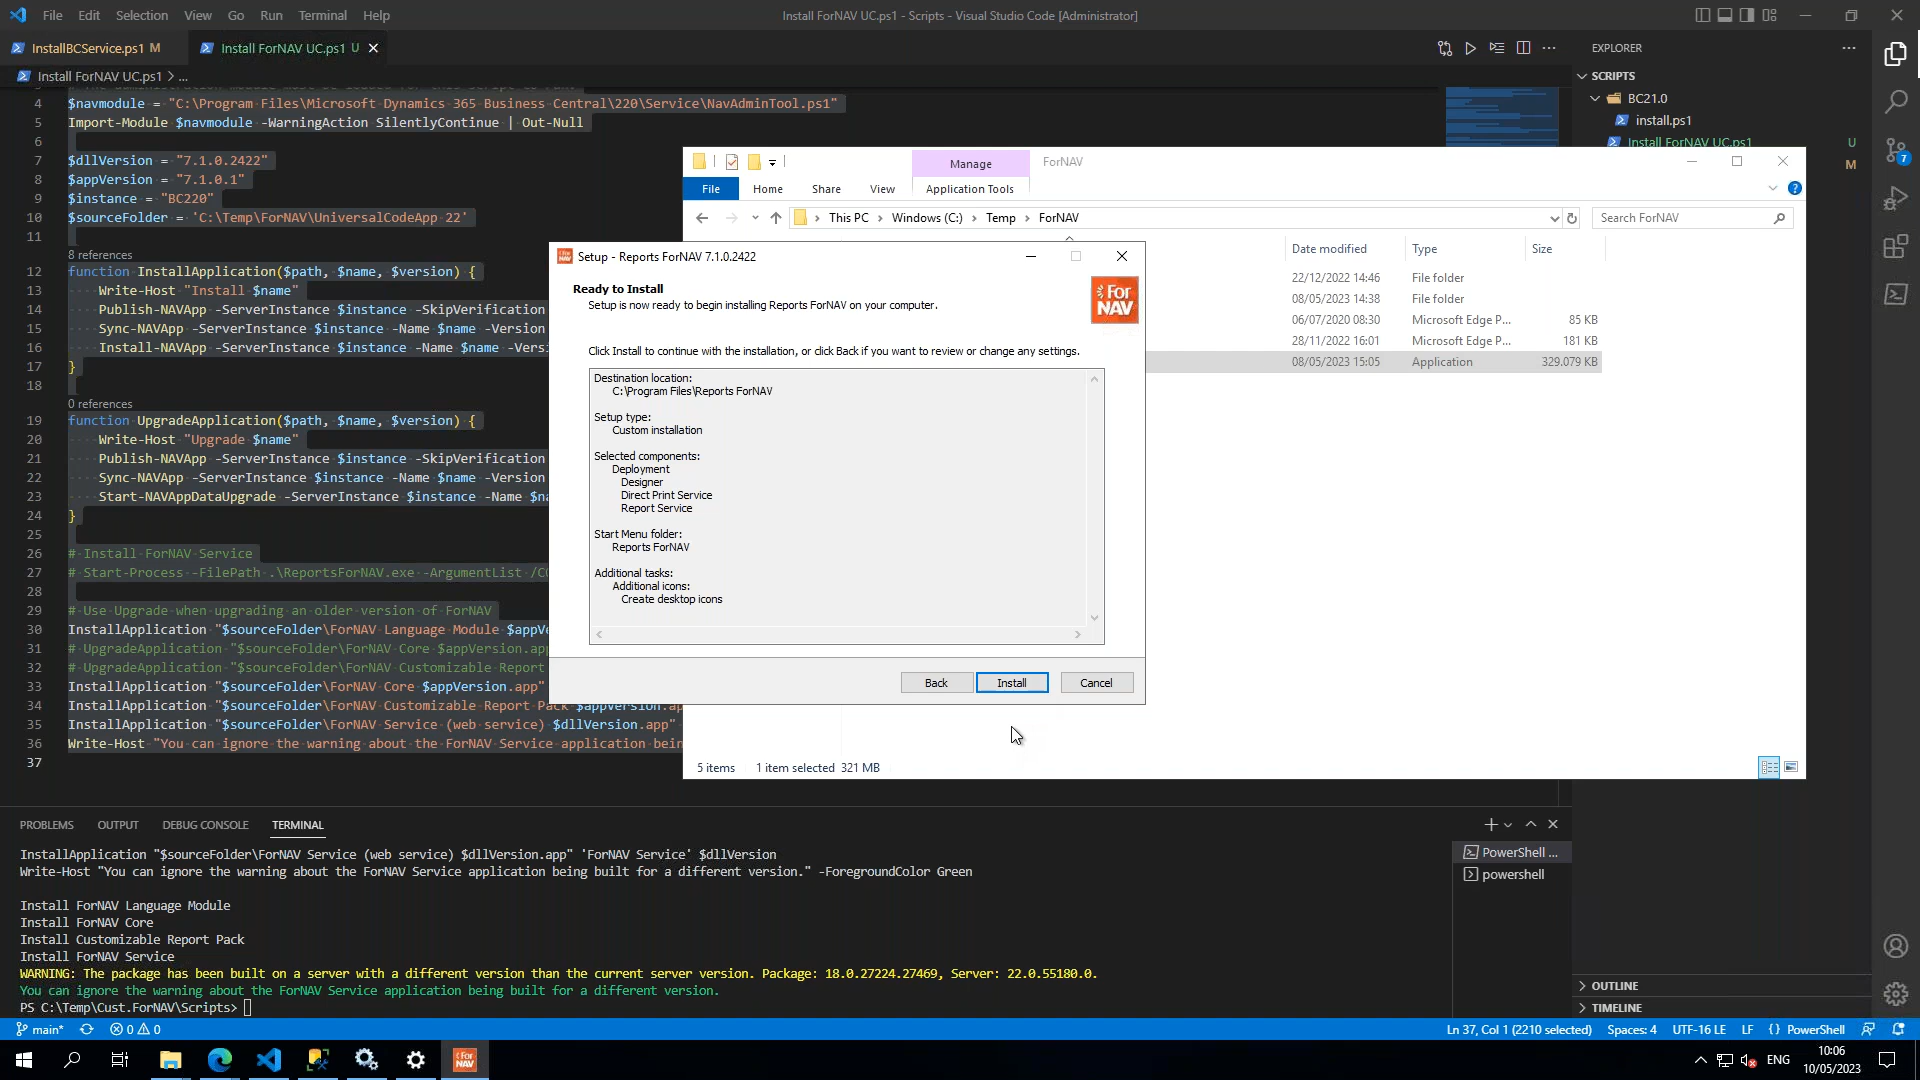 File Edit Selection View Go Run Terminal Help
Install ForNAV UC.ps1 - Scripts - Visual Studio Code [Administrator]
InstallBCService.ps1 M
Install ForNAV UC.ps1 U
Install ForNAV UC.ps1 > ...
4 $navmodule = "C:\Program Files\Microsoft Dynamics 365 Business Central\220\Service\NavAdminTool.ps1"
5 Import-Module $navmodule -WarningAction SilentlyContinue | Out-Null
6
7 $dllVersion = "7.1.0.2422"
8 $appVersion = "7.1.0.1"
9 $instance = "BC220"
10 $sourceFolder = 'C:\Temp\ForNAV\UniversalCodeApp 22'
11
8 references
12 function InstallApplication($path, $name, $version) {
13 Write-Host "Install $name"
14 Publish-NAVApp -ServerInstance $instance -SkipVerification
15 Sync-NAVApp -ServerInstance $instance -Name $name -Version
16 Install-NAVApp -ServerInstance $instance -Name $name -Versi
17 }
18
0 references
19 function UpgradeApplication($path, $name, $version) {
20 Write-Host "Upgrade $name"
21 Publish-NAVApp -ServerInstance $instance -SkipVerification
22 Sync-NAVApp -ServerInstance $instance -Name $name -Version
23 Start-NAVAppDataUpgrade -ServerInstance $instance -Name $na
24 }
25
26 # Install ForNAV Service
27 # Start-Process -FilePath .\ReportsForNAV.exe -ArgumentList /CO
28
29 # Use Upgrade when upgrading an older version of ForNAV
30 InstallApplication "$sourceFolder\ForNAV Language Module $appVe
31 # UpgradeApplication "$sourceFolder\ForNAV Core $appVersion.app
32 # UpgradeApplication "$sourceFolder\ForNAV Customizable Report
33 InstallApplication "$sourceFolder\ForNAV Core $appVersion.app"
34 InstallApplication "$sourceFolder\ForNAV Customizable Report Pack $appVersion.ap
35 InstallApplication "$sourceFolder\ForNAV Service (web service) $dllVersion.app"
36 Write-Host "You can ignore the warning about the ForNAV Service application bein
37
EXPLORER
SCRIPTS
BC21.0
install.ps1
Install ForNAV UC.ps1 U
M
7
Manage
ForNAV
File Home Share View Application Tools
This PC > Windows (C:) > Temp > ForNAV
Search ForNAV
Date modified Type Size
22/12/2022 14:46 File folder
08/05/2023 14:38 File folder
06/07/2020 08:30 Microsoft Edge P... 85 KB
28/11/2022 16:01 Microsoft Edge P... 181 KB
08/05/2023 15:05 Application 329.079 KB
5 items 1 item selected 321 MB
Setup - Reports ForNAV 7.1.0.2422
Ready to Install
Setup is now ready to begin installing Reports ForNAV on your computer.
For NAV
Click Install to continue with the installation, or click Back if you want to review or change any settings.
Destination location:
C:\Program Files\Reports ForNAV
Setup type:
Custom installation
Selected components:
Deployment
Designer
Direct Print Service
Report Service
Start Menu folder:
Reports ForNAV
Additional tasks:
Additional icons:
Create desktop icons
Back Install Cancel
PROBLEMS OUTPUT DEBUG CONSOLE TERMINAL
InstallApplication "$sourceFolder\ForNAV Service (web service) $dllVersion.app" 'ForNAV Service' $dllVersion
Write-Host "You can ignore the warning about the ForNAV Service application being built for a different version." -ForegroundColor Green
Install ForNAV Language Module
Install ForNAV Core
Install Customizable Report Pack
Install ForNAV Service
WARNING: The package has been built on a server with a different version than the current server version. Package: 18.0.27224.27469, Server: 22.0.55180.0.
You can ignore the warning about the ForNAV Service application being built for a different version.
PS C:\Temp\Cust.ForNAV\Scripts>
PowerShell ...
powershell
OUTLINE
TIMELINE
main* 0 0
Ln 37, Col 1 (2210 selected) Spaces: 4 UTF-16 LE LF {} PowerShell
For NAV
ENG
10:06
10/05/2023